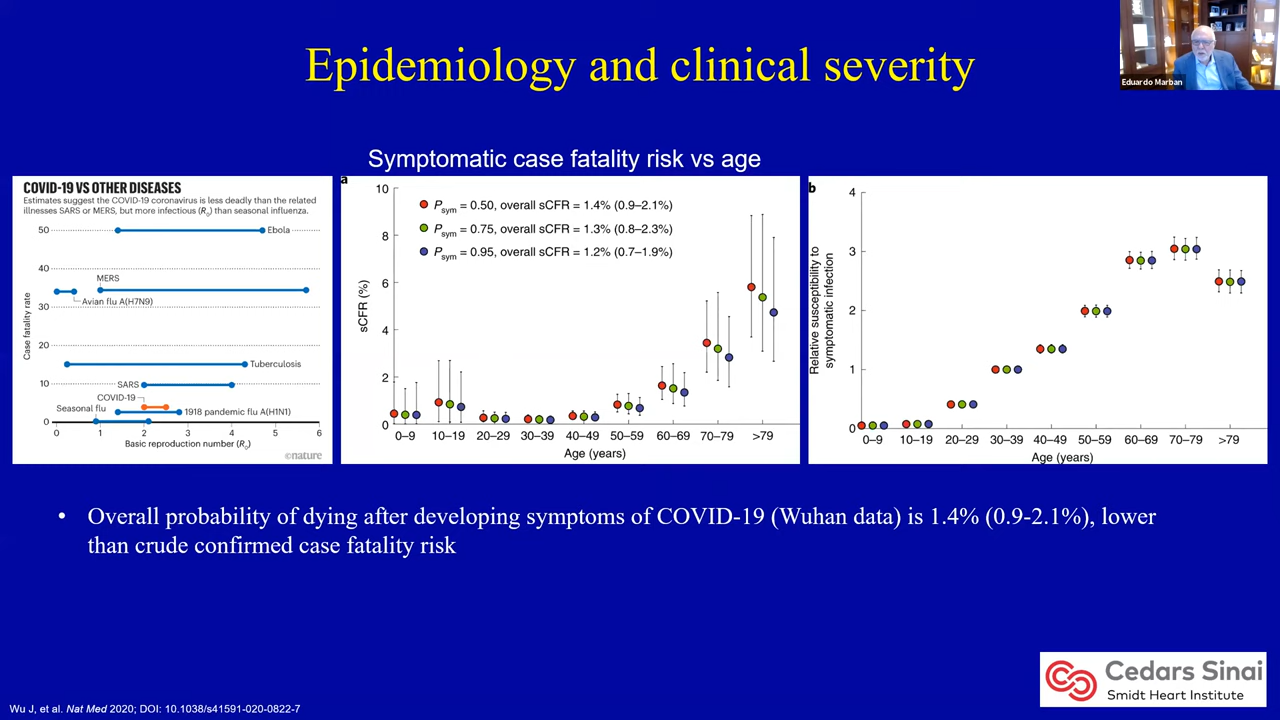 Epidemiology and clinical severity
Eduardo Marban
Symptomatic case fatality risk vs age
COVID-19 VS OTHER DISEASES
Estimates suggest the COVID-19 coronavirus is less deadly than the related
illnesses SARS or MERS, but more infectious (R₀) than seasonal influenza.
50
40
30
20
10
0
Case fatality rate
Ebola
MERS
Avian flu A(H7N9)
Tuberculosis
SARS
COVID-19
Seasonal flu
1918 pandemic flu A(H1N1)
0 1 2 3 4 5 6
Basic reproduction number (R₀)
©nature
a
10
8
6
4
2
0
sCFR (%)
Psym = 0.50, overall sCFR = 1.4% (0.9–2.1%)
Psym = 0.75, overall sCFR = 1.3% (0.8–2.3%)
Psym = 0.95, overall sCFR = 1.2% (0.7–1.9%)
0–9 10–19 20–29 30–39 40–49 50–59 60–69 70–79 >79
Age (years)
b
4
3
2
1
0
Relative susceptibility to
symptomatic infection
0–9 10–19 20–29 30–39 40–49 50–59 60–69 70–79 >79
Age (years)
• Overall probability of dying after developing symptoms of COVID-19 (Wuhan data) is 1.4% (0.9-2.1%), lower
than crude confirmed case fatality risk
Cedars Sinai
Smidt Heart Institute
Wu J, et al. Nat Med 2020; DOI: 10.1038/s41591-020-0822-7